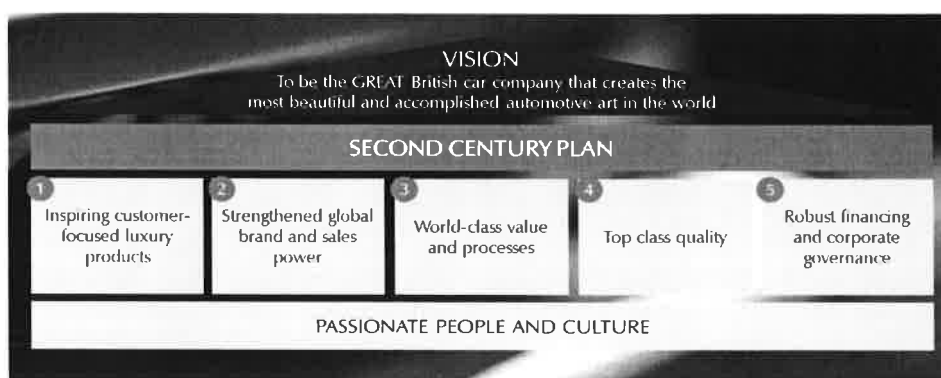 VISION
To be the GREAT British car company that creates the
most beautiful and accomplished automotive art in the world
SECOND CENTURY PLAN
1
Inspiring customer-
focused luxury
products
2
Strengthened global
brand and sales
power
3
World-class value
and processes
4
Top class quality
5
Robust financing
and corporate
governance
PASSIONATE PEOPLE AND CULTURE